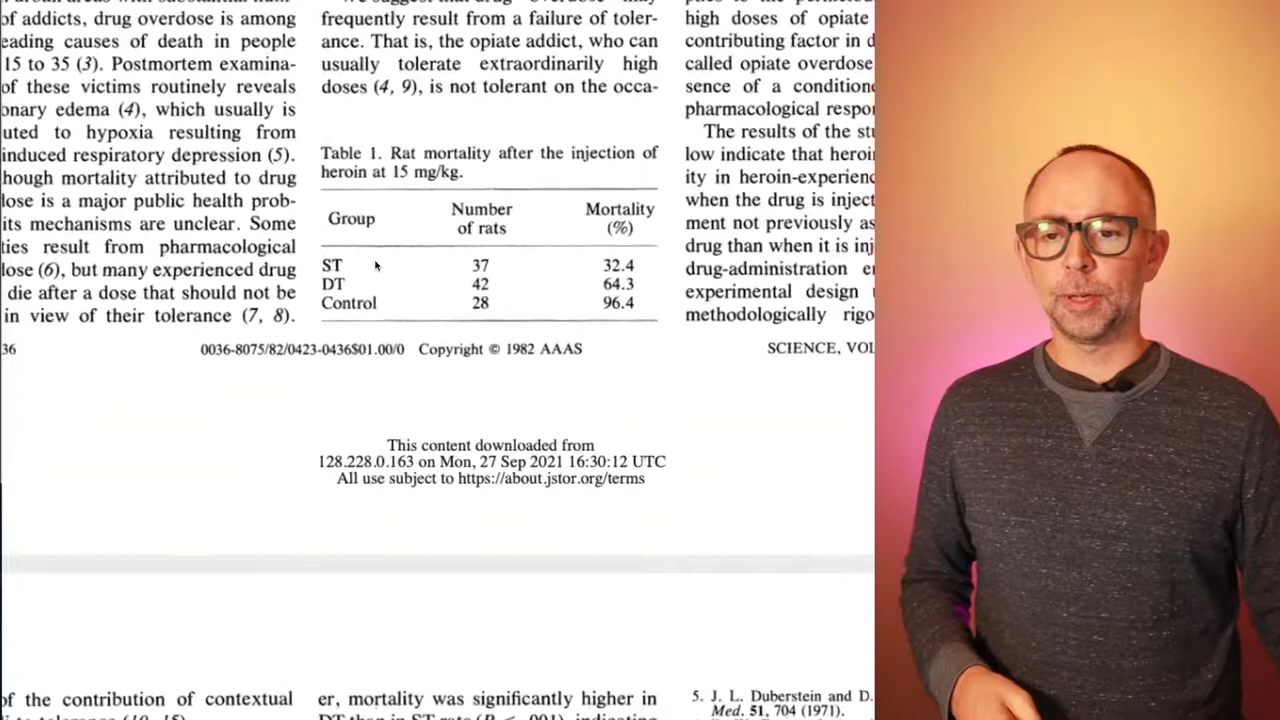 of addicts, drug overdose is among
eading causes of death in people
15 to 35 (3). Postmortem examina-
of these victims routinely reveals
onary edema (4), which usually is
uted to hypoxia resulting from
induced respiratory depression (5).
hough mortality attributed to drug
lose is a major public health prob-
its mechanisms are unclear. Some
ties result from pharmacological
lose (6), but many experienced drug
die after a dose that should not be
in view of their tolerance (7, 8).
frequently result from a failure of toler-
ance. That is, the opiate addict, who can
usually tolerate extraordinarily high
doses (4, 9), is not tolerant on the occa-
Table 1. Rat mortality after the injection of
heroin at 15 mg/kg.
Group Number of rats Mortality (%)
ST 37 32.4
DT 42 64.3
Control 28 96.4
high doses of opiate
contributing factor in d
called opiate overdose
sence of a conditione
pharmacological respo
The results of the stu
low indicate that heroi
ity in heroin-experienc
when the drug is inject
ment not previously as
drug than when it is inj
drug-administration e
experimental design
methodologically rigo
36 0036-8075/82/0423-0436$01.00/0 Copyright © 1982 AAAS SCIENCE, VOL
This content downloaded from
128.228.0.163 on Mon, 27 Sep 2021 16:30:12 UTC
All use subject to https://about.jstor.org/terms
of the contribution of contextual
er, mortality was significantly higher in
5. J. L. Duberstein and D.
Med. 51, 704 (1971).